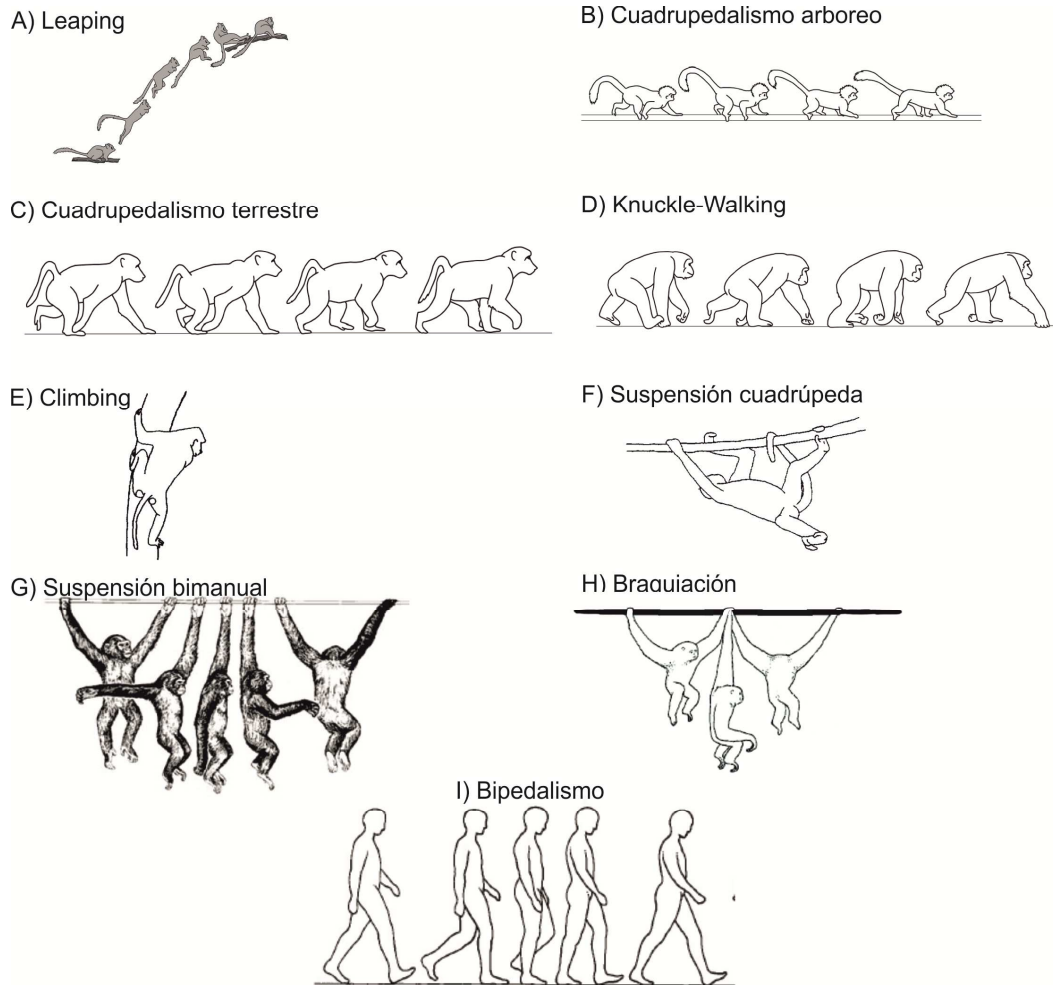 A) Leaping
B) Cuadrupedalismo arboreo
C) Cuadrupedalismo terrestre
D) Knuckle-Walking
E) Climbing
F) Suspensión cuadrúpeda
G) Suspensión bimanual
H) Braquiación
I) Bipedalismo